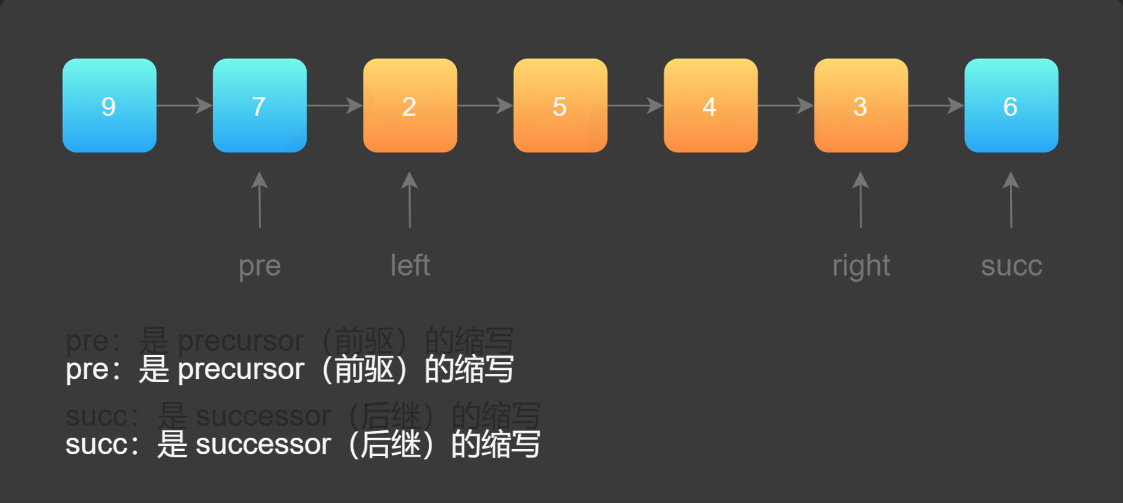 9 7 2 5 4 3 6
pre left right succ
pre：是 precursor（前驱）的缩写
pre：是 precursor（前驱）的缩写
succ：是 successor（后继）的缩写
succ：是 successor（后继）的缩写